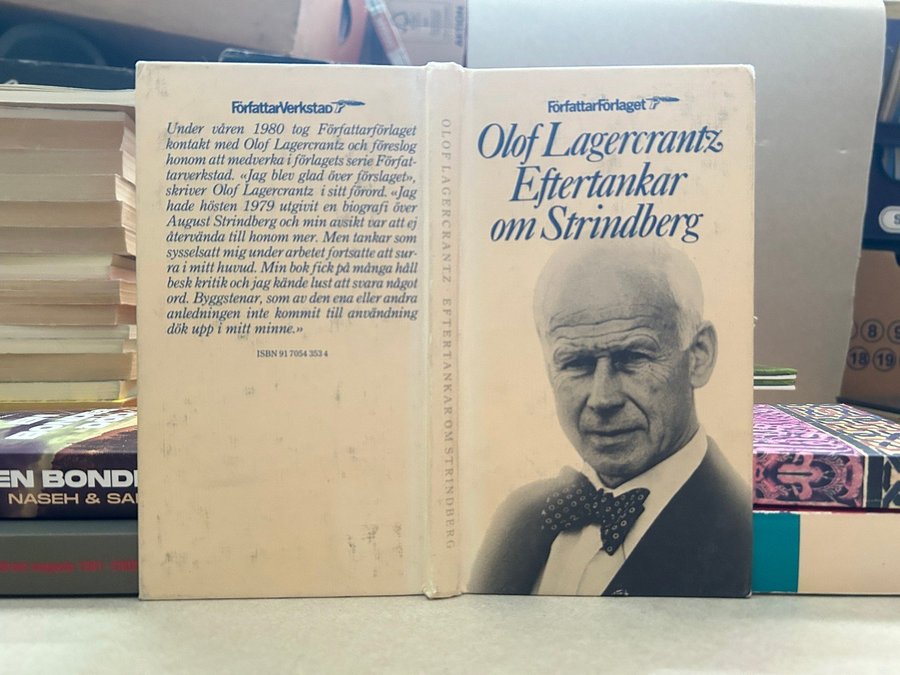 FörfattarVerkstad
Under våren 1980 tog Författarförlaget
kontakt med Olof Lagercrantz och föreslog
honom att medverka i förlagets serie Förfat-
tarverkstad. «Jag blev glad över förslaget»,
skriver Olof Lagercrantz i sitt förord. «Jag
hade hösten 1979 utgivit en biografi över
August Strindberg och min avsikt var att ej
återvända till honom mer. Men tankar som
sysselsatt mig under arbetet fortsatte att sur-
ra i mitt huvud. Min bok fick på många håll
besk kritik och jag kände lust att svara något
ord. Byggstenar, som av den ena eller andra
anledningen inte kommit till användning
dök upp i mitt minne.»
ISBN 91 7054 353 4
OLOF LAGERCRANTZ EFTERTANKAR OM STRINDBERG
FörfattarFörlaget
Olof Lagercrantz
Eftertankar
om Strindberg
EN BONDE
NASEH & SA
8
9
18
19